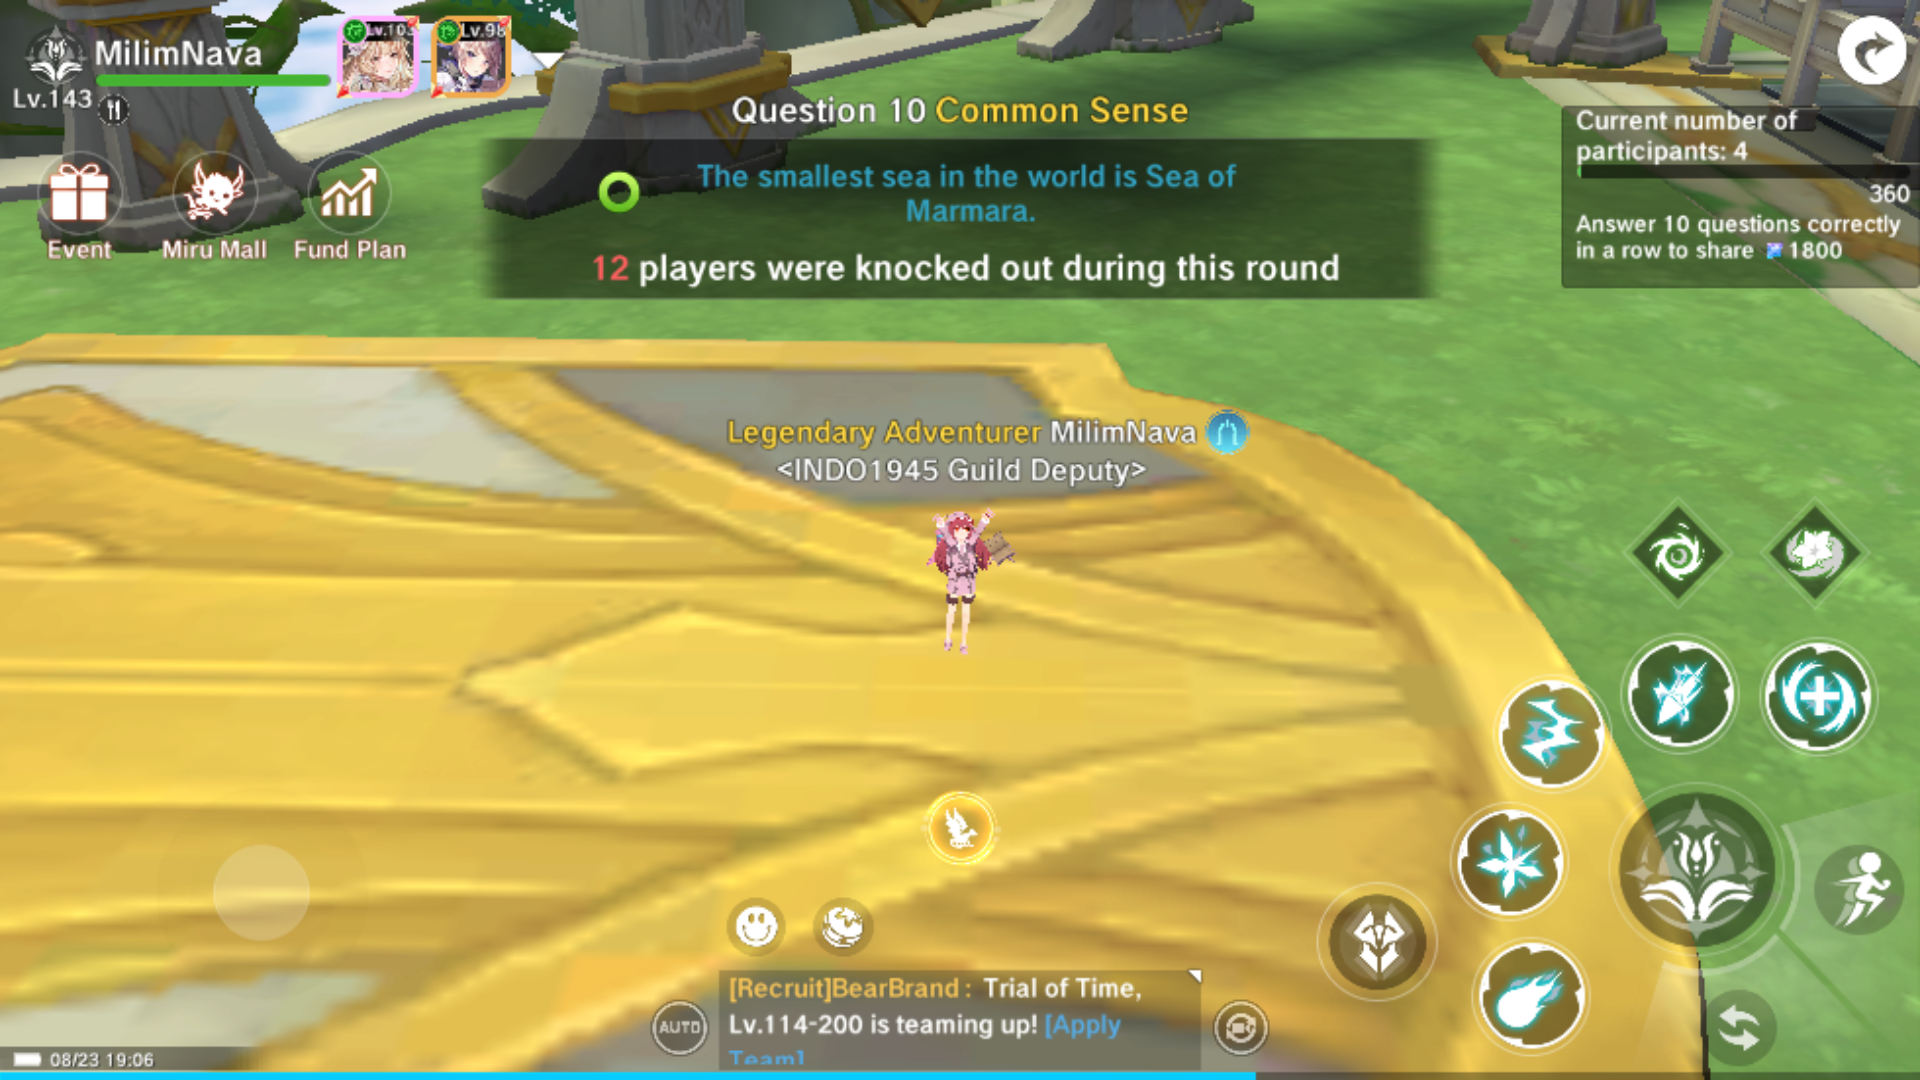 MilimNava
Lv.143
Lv.103
Lv.98
Event
Miru Mall
Fund Plan
Question 10 Common Sense
The smallest sea in the world is Sea of
Marmara.
12 players were knocked out during this round
Current number of
participants: 4
360
Answer 10 questions correctly
in a row to share 1800
Legendary Adventurer MilimNava
<INDO1945 Guild Deputy>
[Recruit]BearBrand : Trial of Time,
Lv.114-200 is teaming up! [Apply
Team]
AUTO
08/23 19:06